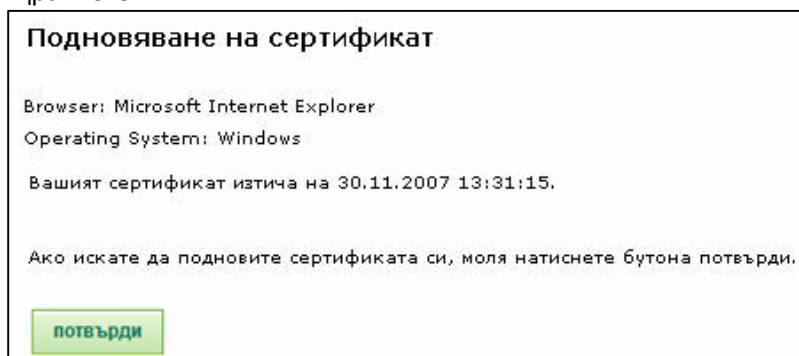 Подновяване на сертификат
Browser: Microsoft Internet Explorer
Operating System: Windows
Вашият сертификат изтича на 30.11.2007 13:31:15.
Ако искате да подновите сертификата си, моля натиснете бутона потвърди.
потвърди